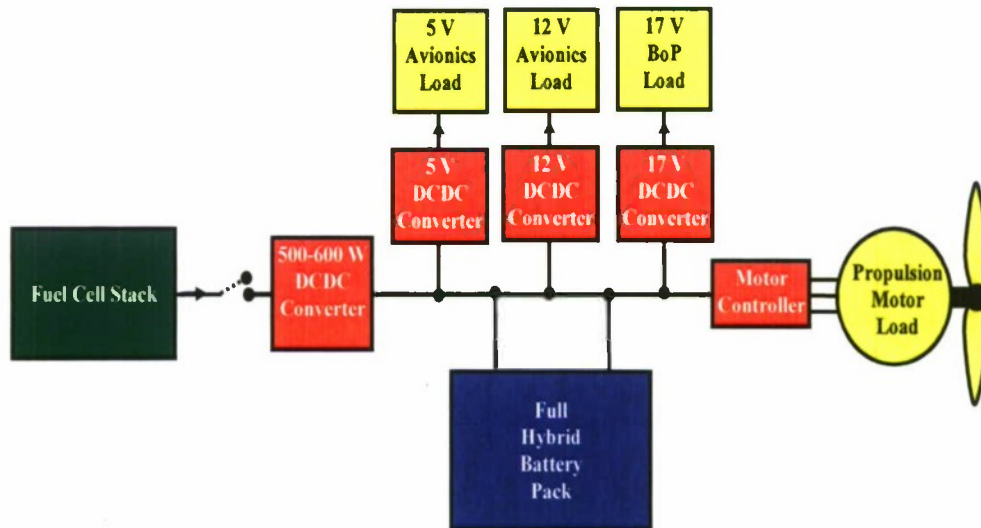 5 V
Avionics
Load
12 V
Avionics
Load
17 V
BoP
Load
5 V
DCDC
Converter
12 V
DCDC
Converter
17 V
DCDC
Converter
Fuel Cell Stack
500-600 W
DCDC
Converter
Motor
Controller
Propulsion
Motor
Load
Full
Hybrid
Battery
Pack